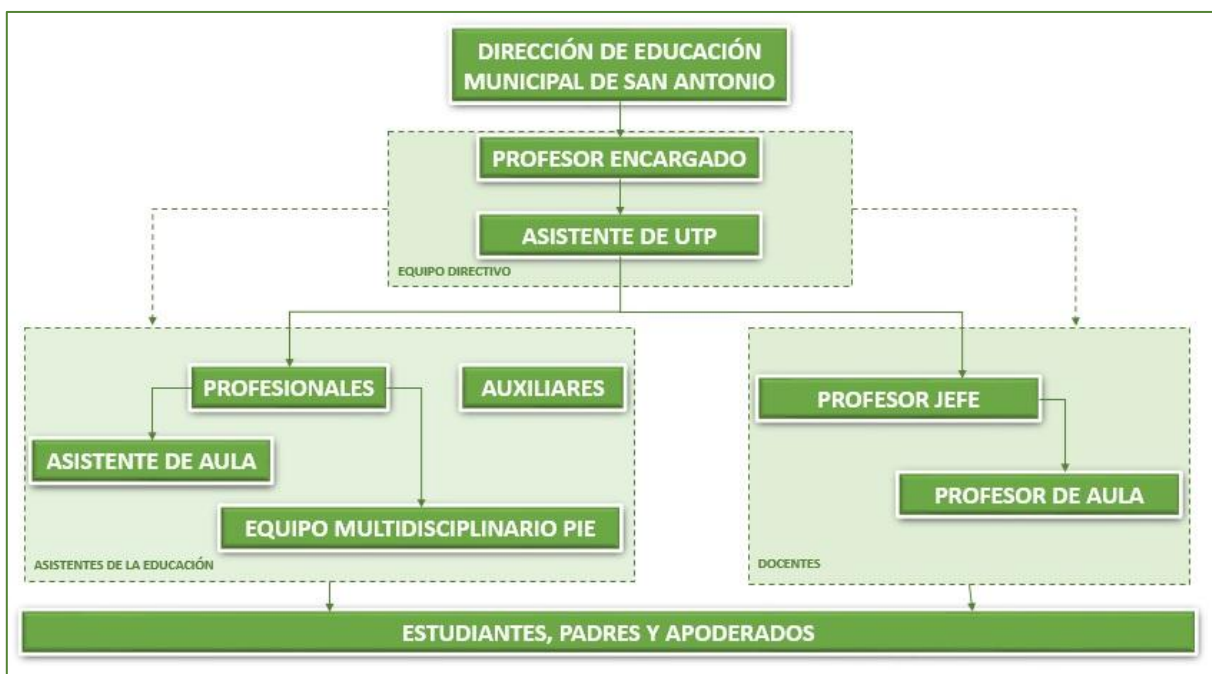 DIRECCIÓN DE EDUCACIÓN
MUNICIPAL DE SAN ANTONIO
PROFESOR ENCARGADO
ASISTENTE DE UTP
EQUIPO DIRECTIVO
PROFESIONALES
AUXILIARES
ASISTENTE DE AULA
EQUIPO MULTIDISCIPLINARIO PIE
ASISTENTES DE LA EDUCACIÓN
PROFESOR JEFE
PROFESOR DE AULA
DOCENTES
ESTUDIANTES, PADRES Y APODERADOS